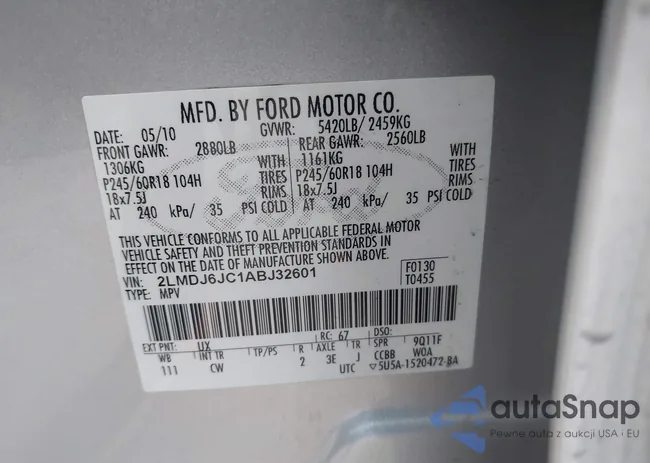 MFD. BY FORD MOTOR CO.
DATE: 05/10 GVWR: 5420LB/ 2459KG
FRONT GAWR: 2880LB REAR GAWR: 2560LB
1306KG WITH 1161KG WITH
P245/60R18 104H TIRES P245/60R18 104H TIRES
18x7.5J RIMS 18x7.5J RIMS
AT 240 kPa/ 35 PSI COLD AT 240 kPa/ 35 PSI COLD
THIS VEHICLE CONFORMS TO ALL APPLICABLE FEDERAL MOTOR
VEHICLE SAFETY AND THEFT PREVENTION STANDARDS IN
EFFECT ON THE DATE OF MANUFACTURE SHOWN ABOVE.
VIN: 2LMDJ6JC1ABJ32601 F0130
TYPE: MPV T0455
EXT PNT: UX RC: 67 DSO:
WB INT TR TP/PS R AXLE TR SPR 9Q11F
111 CW 2 3E J CCBB WOA
UTC 5U5A-1520472-BA
Ford
autaSnap
Pewne auta z aukcji USA i EU